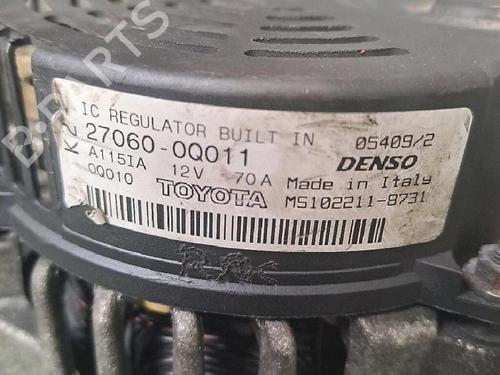 B-PARTS
IC REGULATOR BUILT IN
27060-0Q011
05409/2
A115IA 12V 70A
DENSO
0Q010
TOYOTA
Made in Italy
MS102211-8731